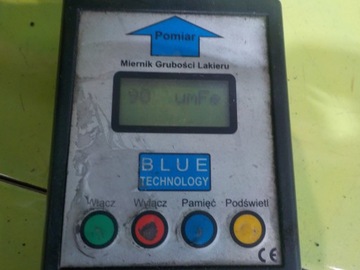 Pomiar
Miernik Grubości Lakieru
90 umFe
BLUE
TECHNOLOGY
Włącz Wyłącz Pamięć Podświetl
CE